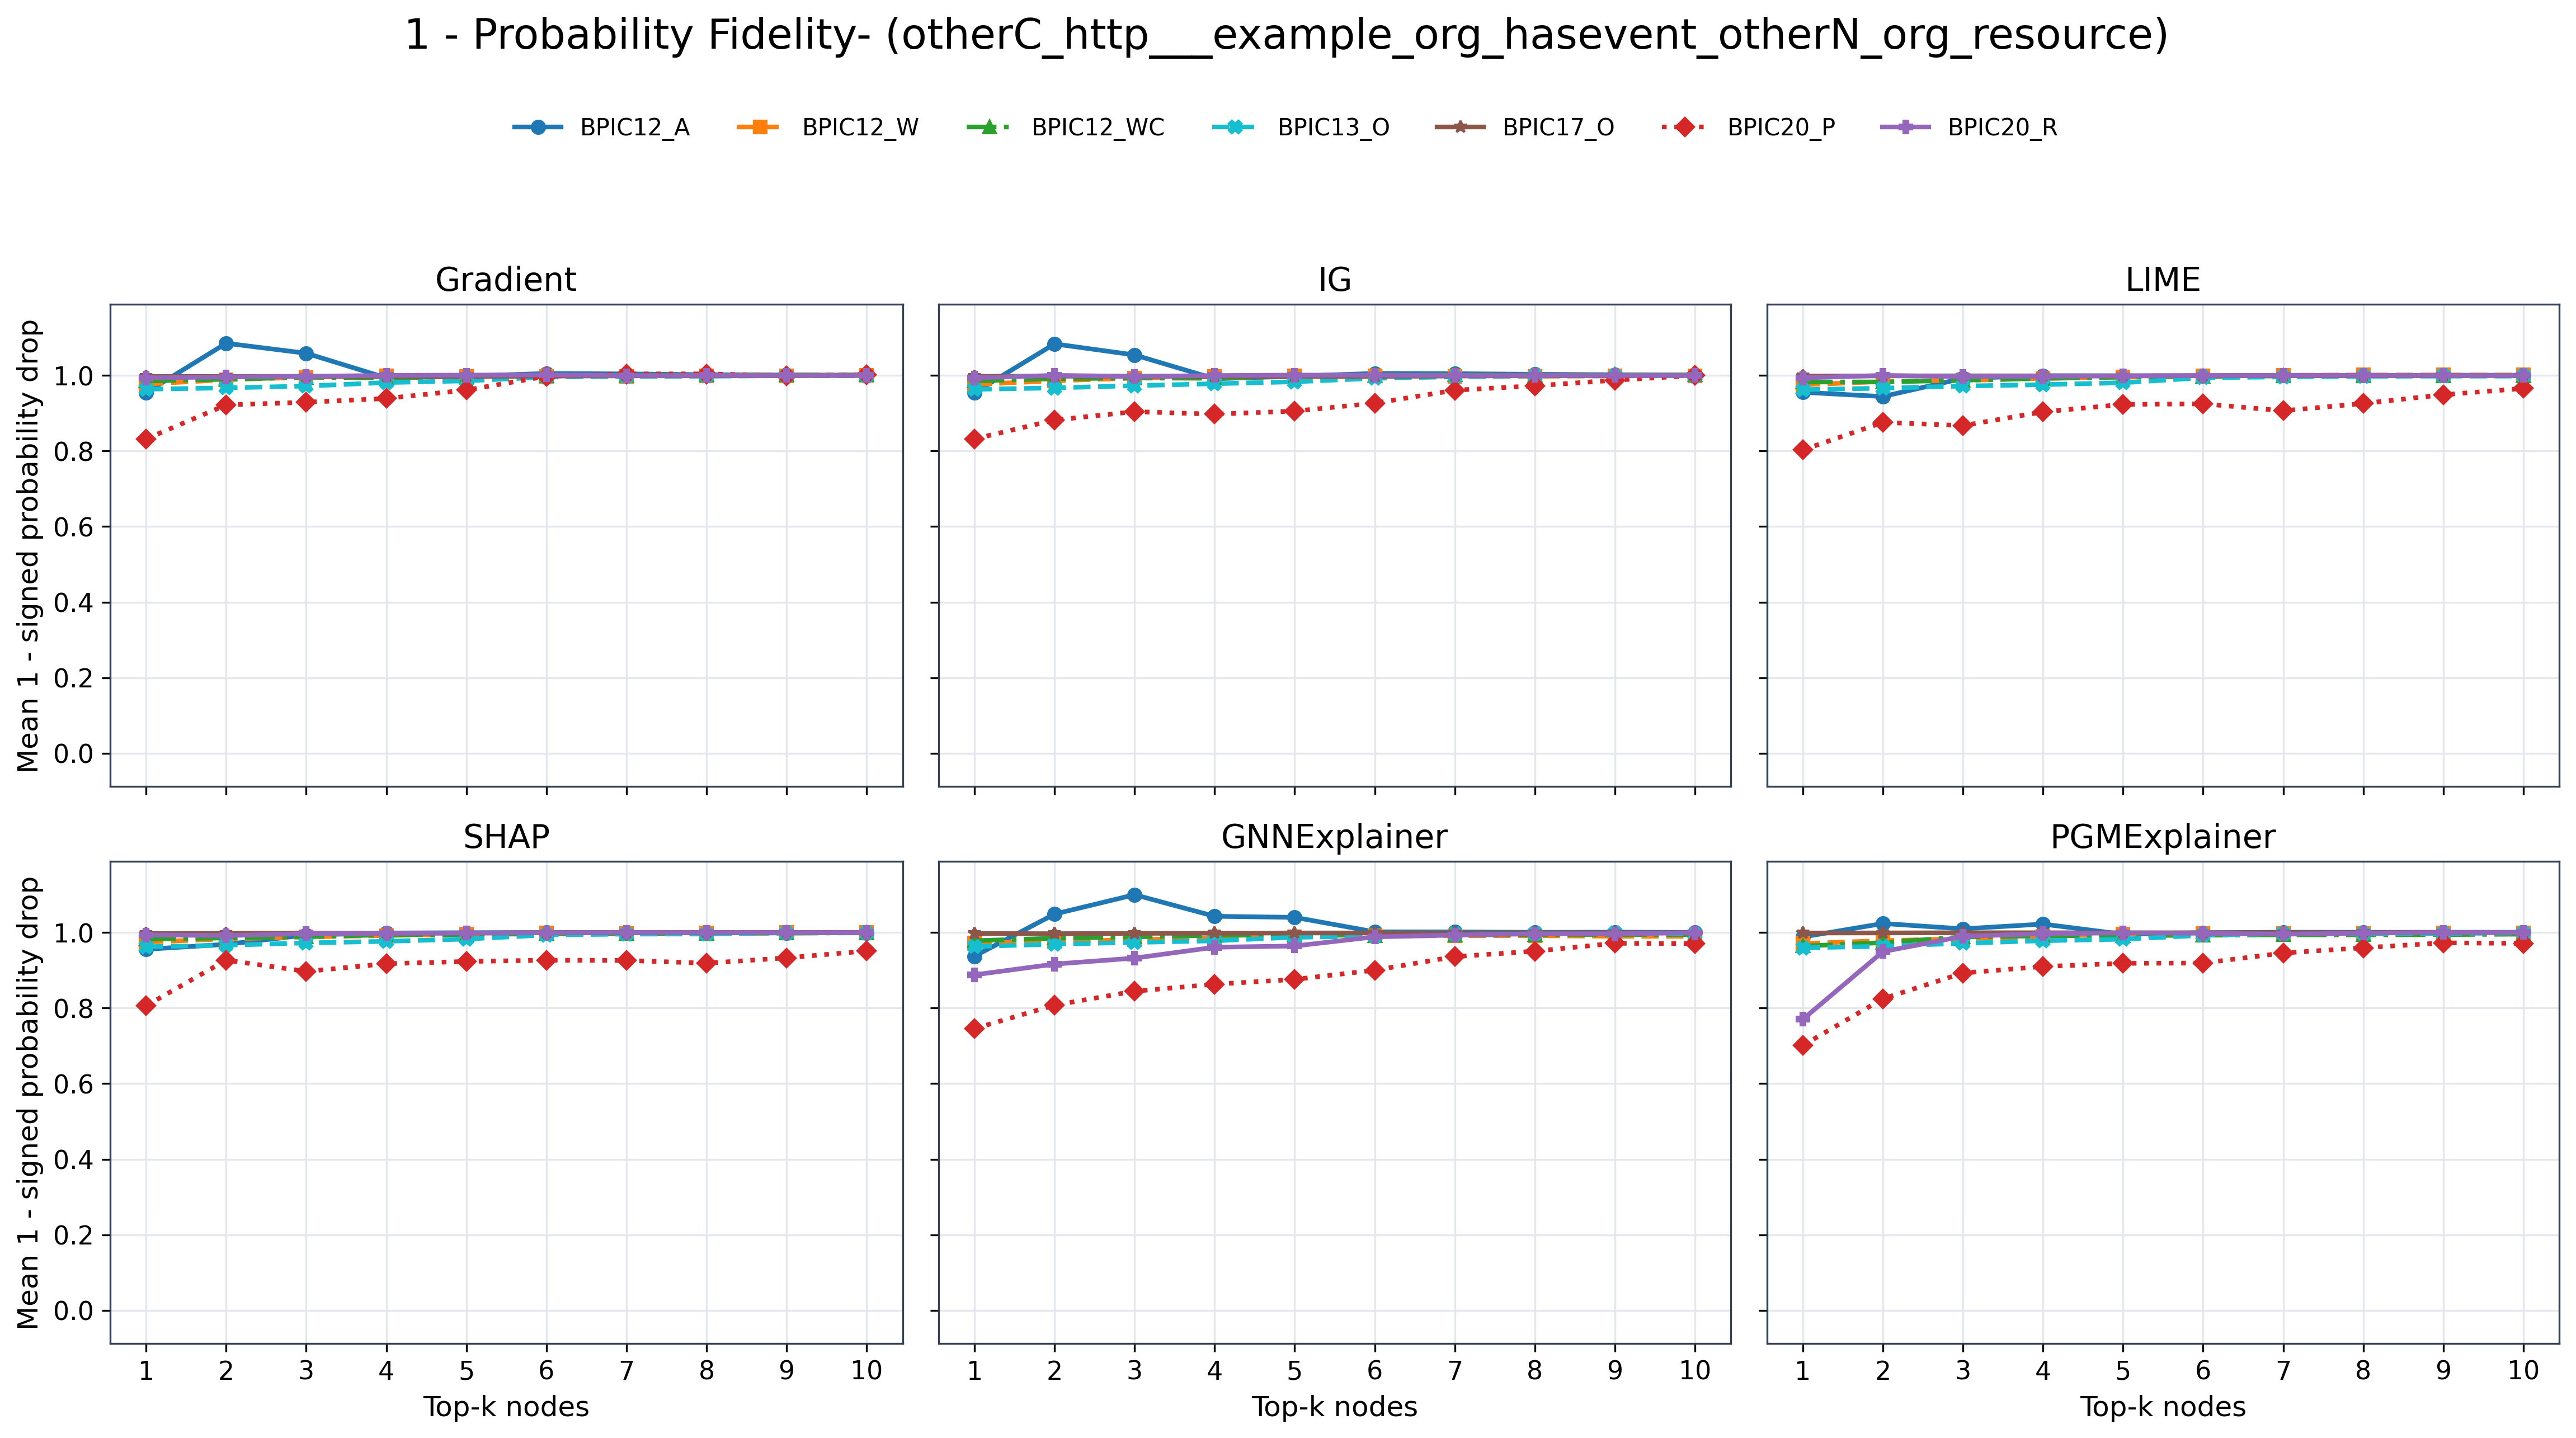 1 - Probability Fidelity- (otherC_http___example_org_hasevent_otherN_org_resource)
BPIC12_A BPIC12_W BPIC12_WC BPIC13_O BPIC17_O BPIC20_P BPIC20_R
Gradient IG LIME
Mean 1 - signed probability drop
1.0
0.8
0.6
0.4
0.2
0.0
SHAP GNNExplainer PGMExplainer
Mean 1 - signed probability drop
1.0
0.8
0.6
0.4
0.2
0.0
1 2 3 4 5 6 7 8 9 10 1 2 3 4 5 6 7 8 9 10 1 2 3 4 5 6 7 8 9 10
Top-k nodes Top-k nodes Top-k nodes